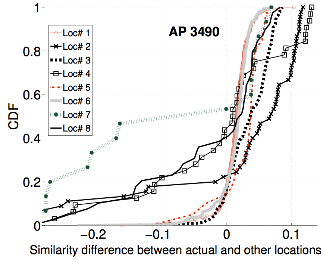 1
AP 3490
Loc# 1
Loc# 2
0.8
Loc# 3
Loc# 4
Loc# 5
0.6
Loc# 6
Loc# 7
Loc# 8
CDF
0.4
0.2
0
−0.2 −0.1 0 0.1
Similarity difference between actual and other locations